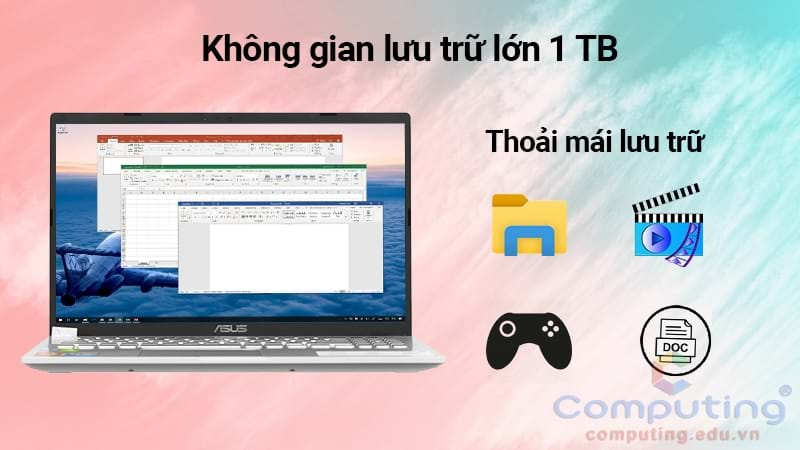 Không gian lưu trữ lớn 1 TB
Thoải mái lưu trữ
ASUS
DOC
Computing®
computing.edu.vn